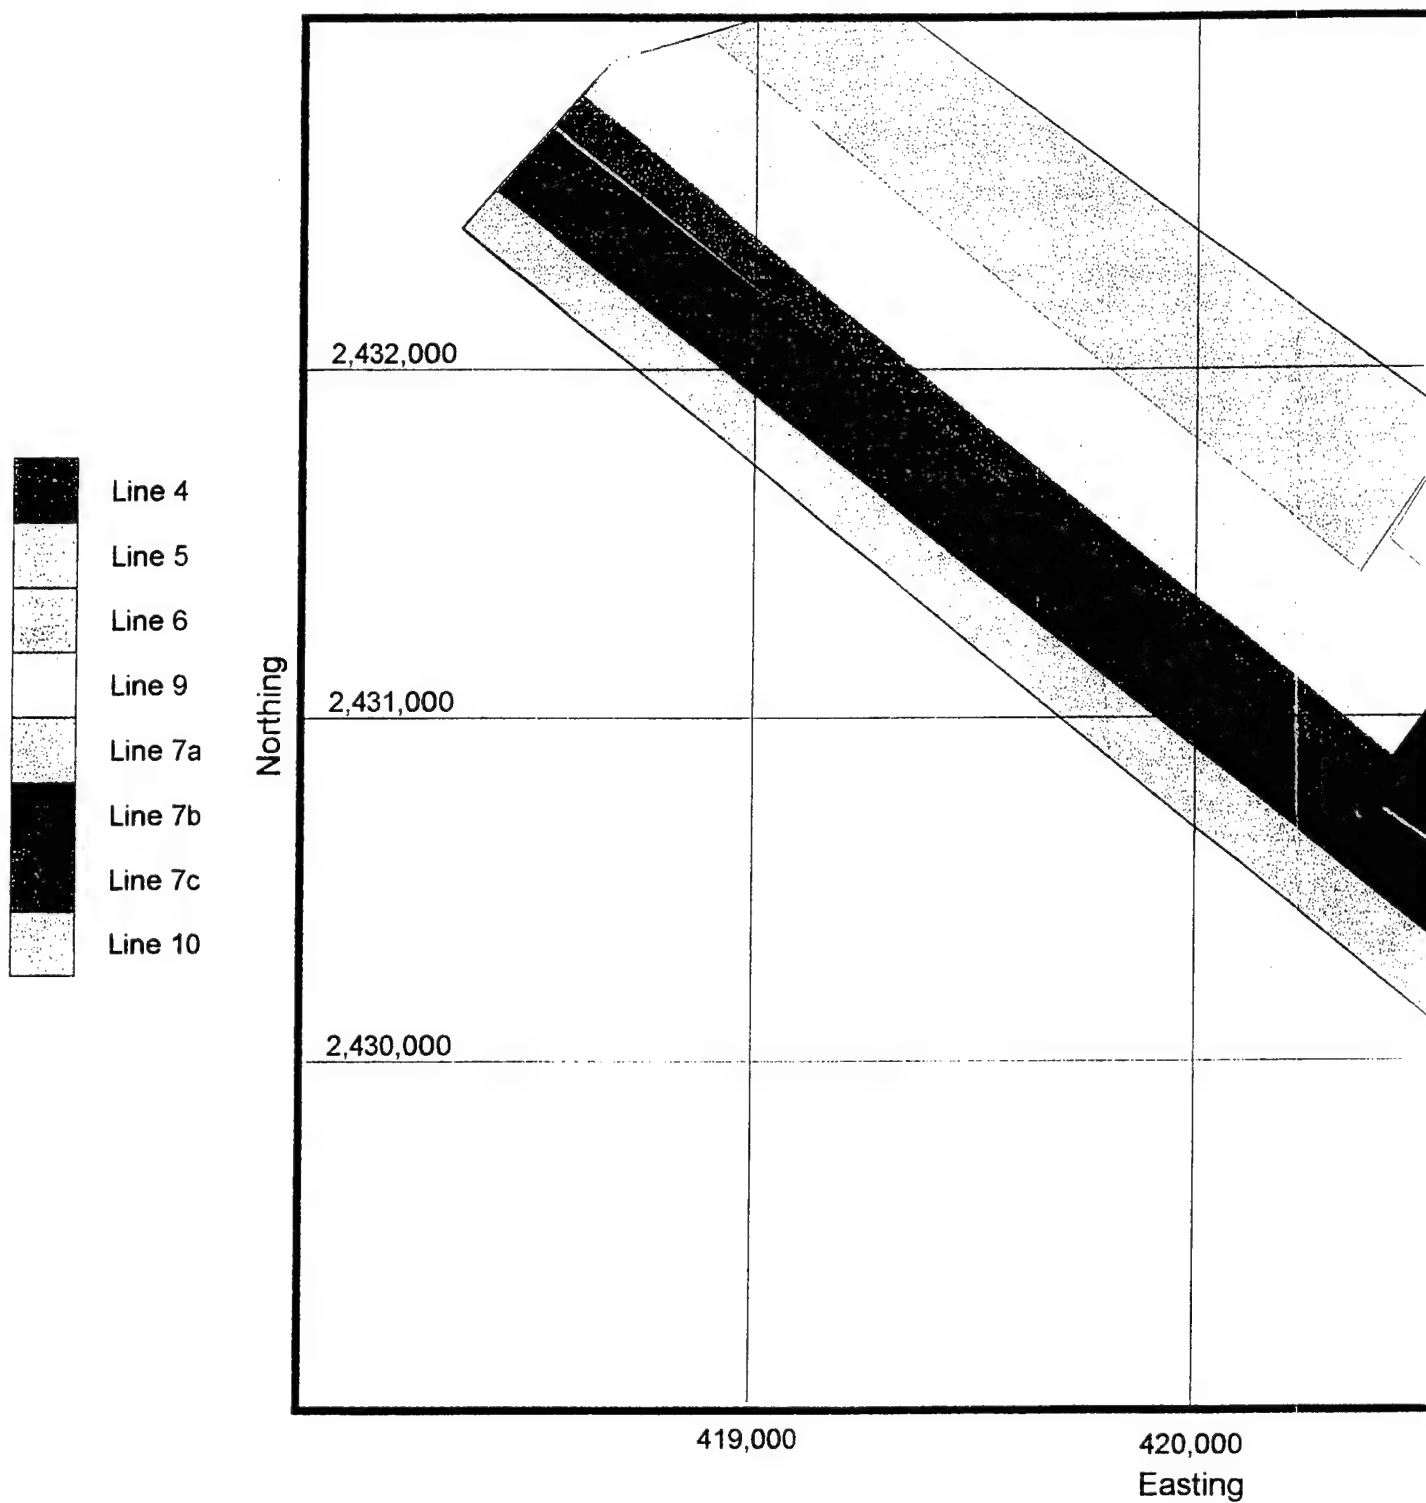 2,432,000
Line 4
Line 5
Line 6
Line 9
Line 7a
Line 7b
Line 7c
Line 10
Northing
2,431,000
2,430,000
419,000
420,000
Easting